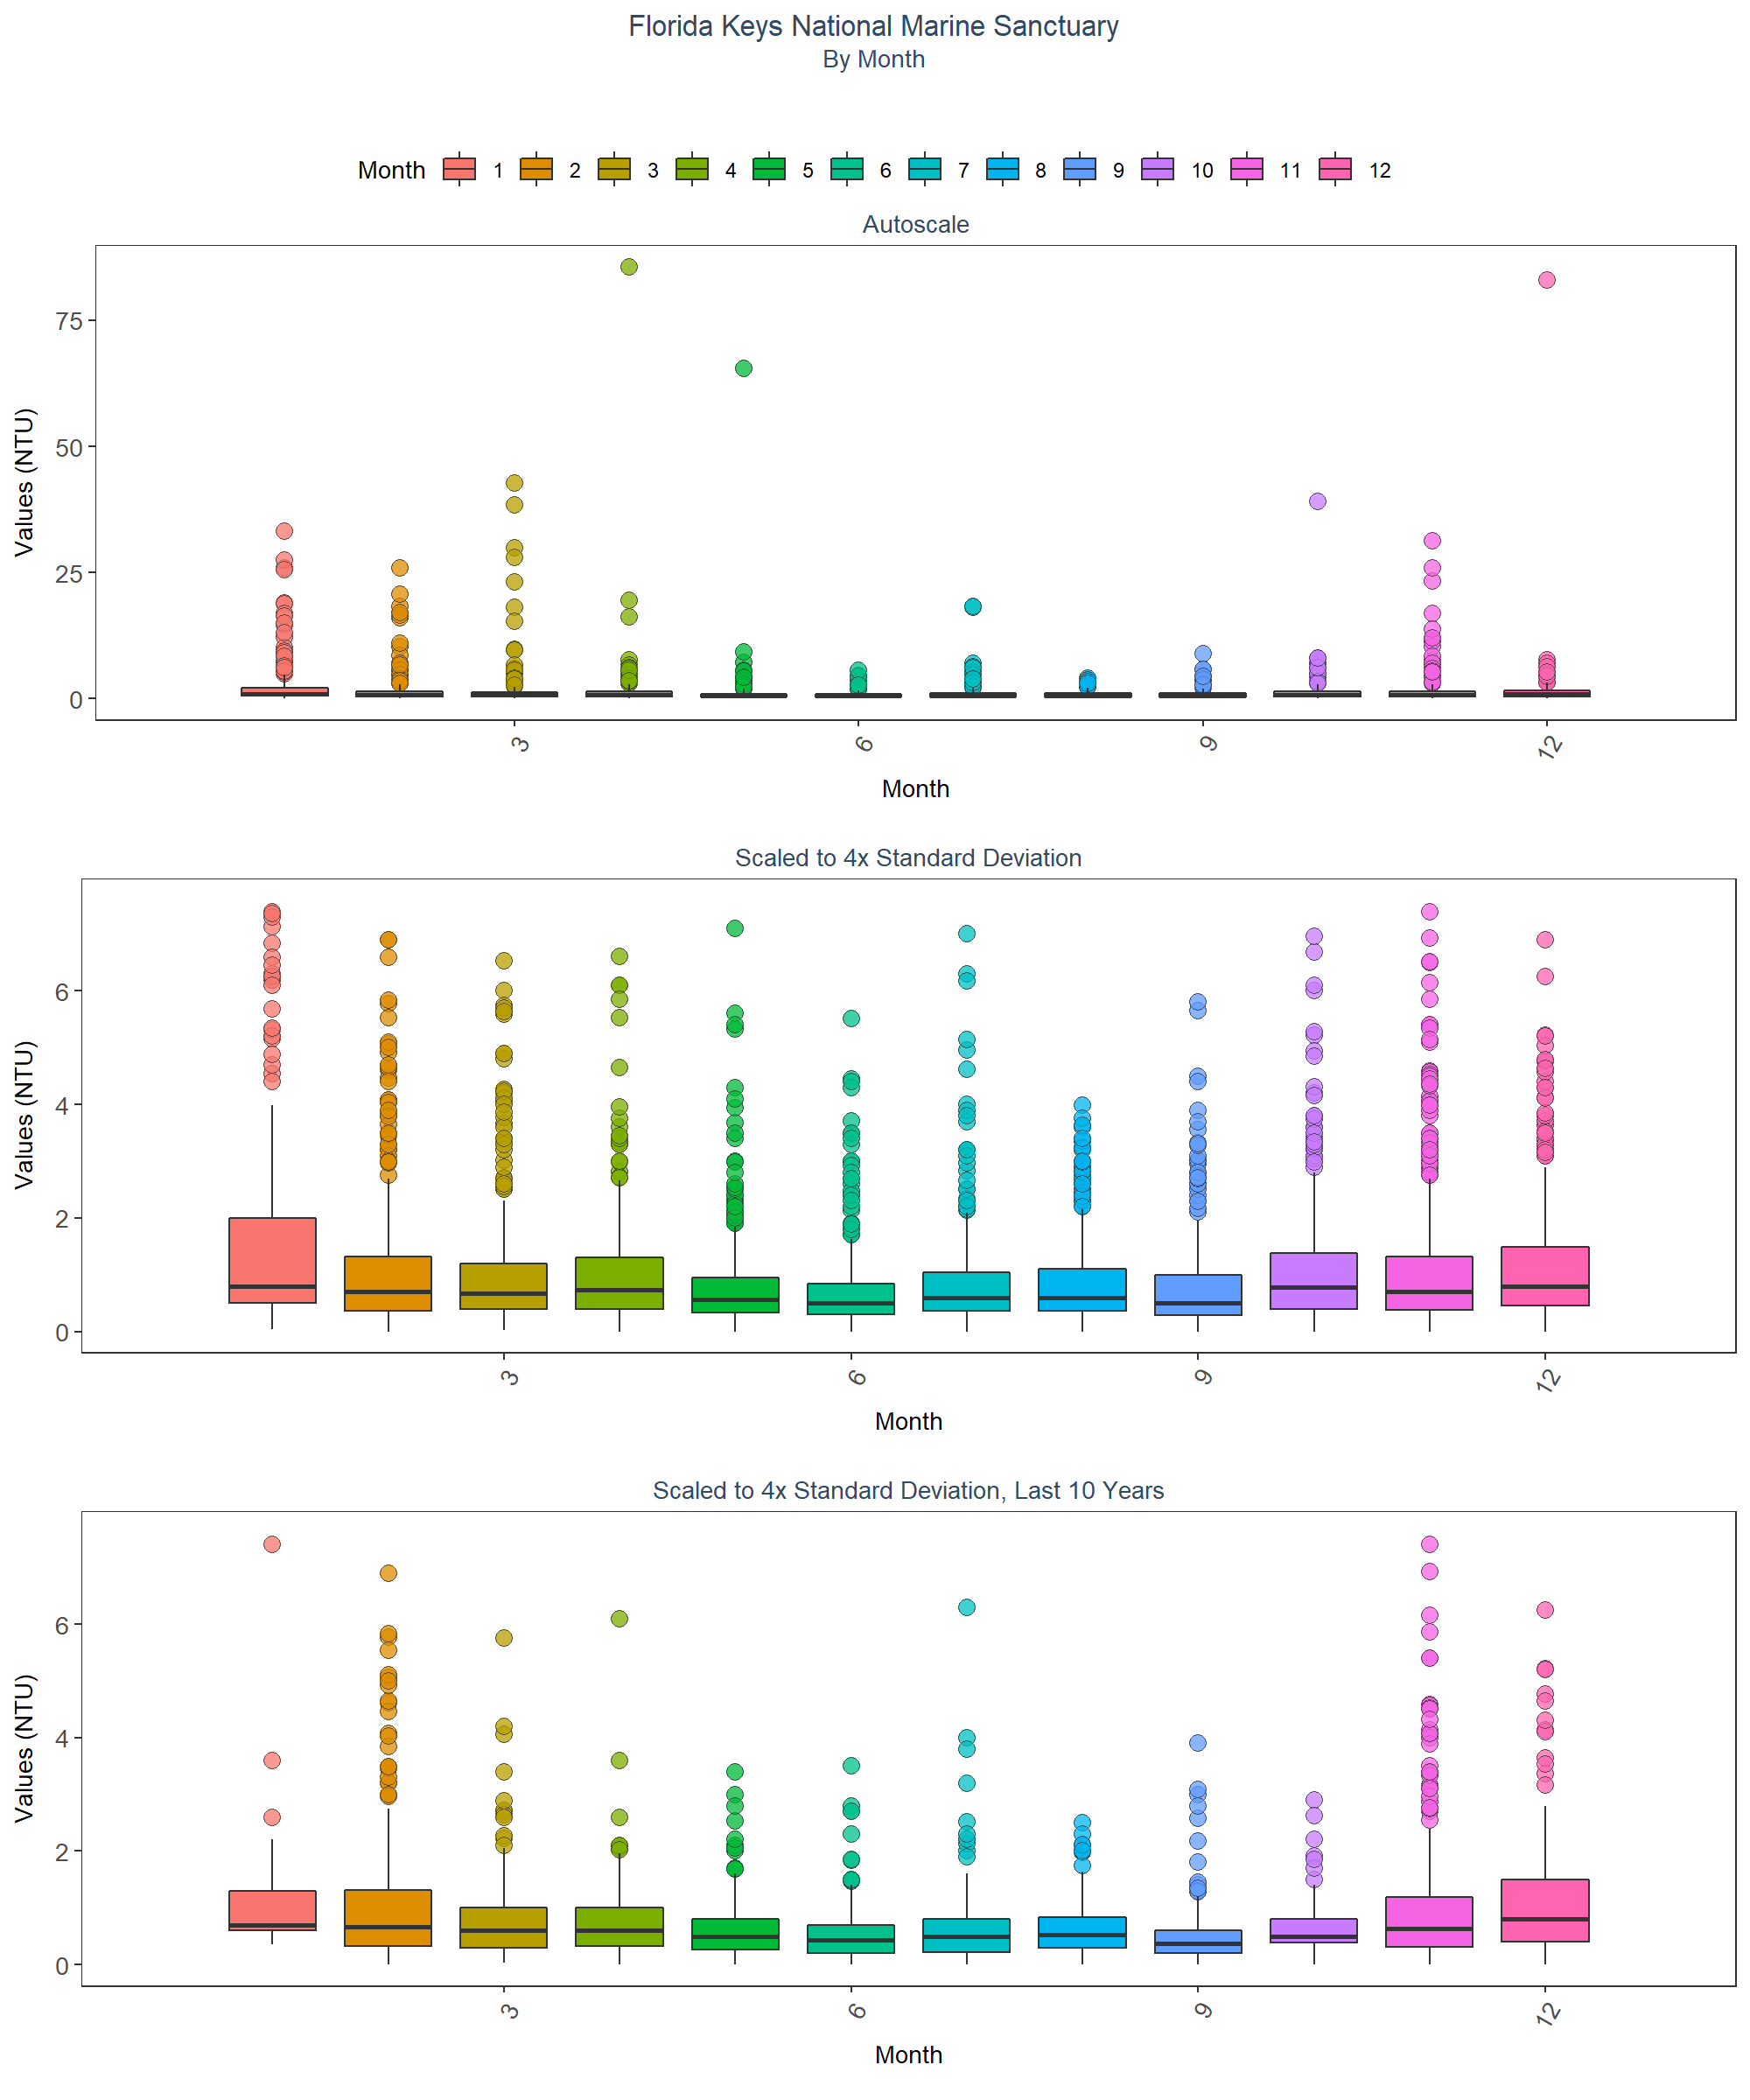 Florida Keys National Marine Sanctuary
By Month
Month 1 2 3 4 5 6 7 8 9 10 11 12
Autoscale
Values (NTU)
75
50
25
0
3 6 9 12
Month
Scaled to 4x Standard Deviation
Values (NTU)
6
4
2
0
3 6 9 12
Month
Scaled to 4x Standard Deviation, Last 10 Years
Values (NTU)
6
4
2
0
3 6 9 12
Month